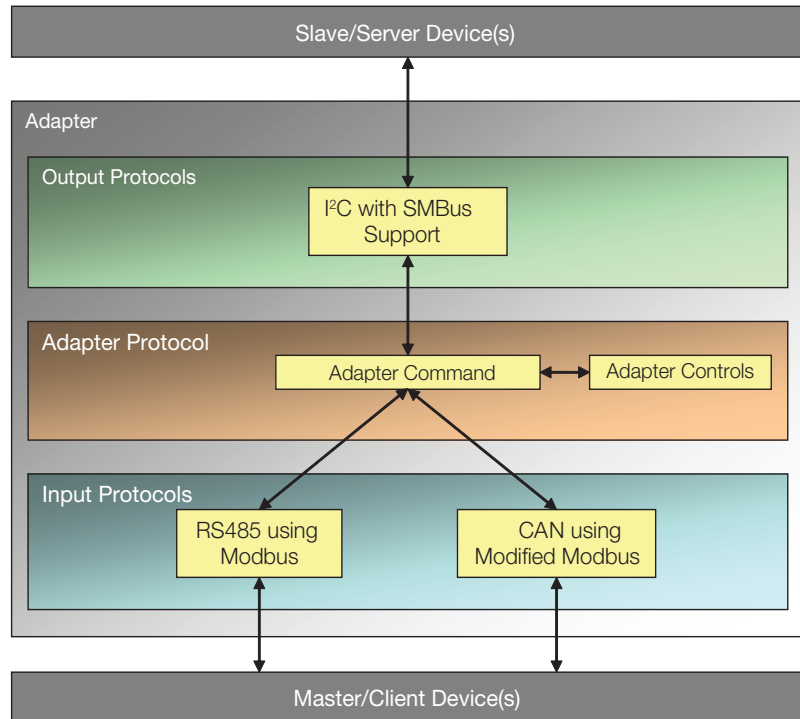 Slave/Server Device(s)
Adapter
Output Protocols
I²C with SMBus
Support
Adapter Protocol
Adapter Command
Adapter Controls
Input Protocols
RS485 using
Modbus
CAN using
Modified Modbus
Master/Client Device(s)